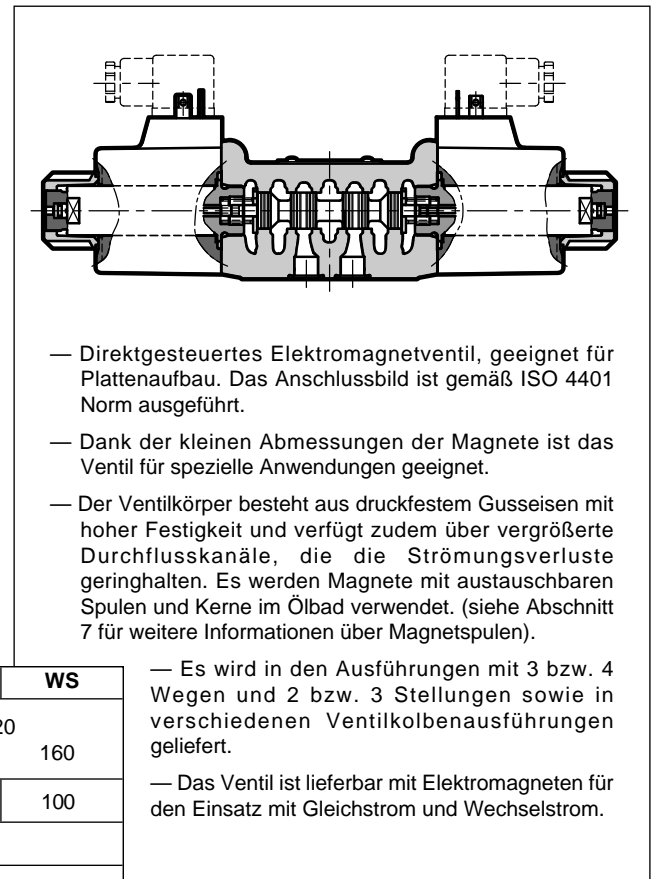 — Direktgesteuertes Elektromagnetventil, geeignet für
Plattenaufbau. Das Anschlussbild ist gemäß ISO 4401
Norm ausgeführt.
— Dank der kleinen Abmessungen der Magnete ist das
Ventil für spezielle Anwendungen geeignet.
— Der Ventilkörper besteht aus druckfestem Gusseisen mit
hoher Festigkeit und verfügt zudem über vergrößerte
Durchflusskanäle, die die Strömungsverluste
geringhalten. Es werden Magnete mit austauschbaren
Spulen und Kerne im Ölbad verwendet. (siehe Abschnitt
7 für weitere Informationen über Magnetspulen).
— Es wird in den Ausführungen mit 3 bzw. 4
Wegen und 2 bzw. 3 Stellungen sowie in
verschiedenen Ventilkolbenausführungen
geliefert.
— Das Ventil ist lieferbar mit Elektromagneten für
den Einsatz mit Gleichstrom und Wechselstrom.
WS
160
100